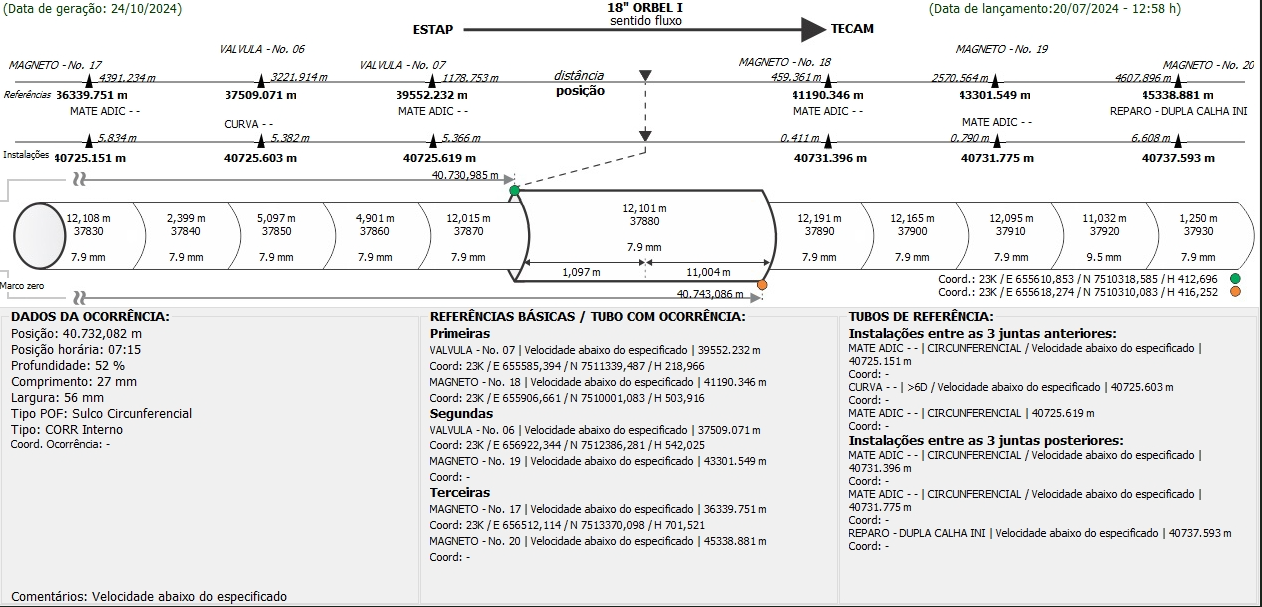 (Data de geração: 24/10/2024)
18" ORBEL I
(Data de lançamento:20/07/2024 - 12:58 h)
sentido fluxo
ESTAP
TECAM
VALVULA - No. 06
MAGNETO - No. 19
MAGNETO - No. 17
VALVULA - No. 07
MAGNETO - No. 18
MAGNETO - No. 20
4391.234 m
3221.914 m
1178.753 m
distância
459.361 m
2570.564 m
4607.896 m
Referências
36339.751 m
37509.071 m
39552.232 m
posição
41190.346 m
43301.549 m
45338.881 m
MATE ADIC - -
MATE ADIC - -
MATE ADIC - -
REPARO - DUPLA CALHA INI
CURVA - -
MATE ADIC - -
5.834 m
5.382 m
5.366 m
0.411 m
0.790 m
6.608 m
Instalações
40725.151 m
40725.603 m
40725.619 m
40731.396 m
40731.775 m
40737.593 m
40.730,985 m
12,108 m
2,399 m
5,097 m
4,901 m
12,015 m
12,101 m
12,191 m
12,165 m
12,095 m
11,032 m
1,250 m
37830
37840
37850
37860
37870
37880
37890
37900
37910
37920
37930
7.9 mm
7.9 mm
7.9 mm
7.9 mm
7.9 mm
7.9 mm
7.9 mm
7.9 mm
7.9 mm
9.5 mm
7.9 mm
1,097 m
11,004 m
Marco zero
40.743,086 m
Coord.: 23K / E 655610,853 / N 7510318,585 / H 412,696
Coord.: 23K / E 655618,274 / N 7510310,083 / H 416,252
DADOS DA OCORRÊNCIA:
Posição: 40.732,082 m
Posição horária: 07:15
Profundidade: 52 %
Comprimento: 27 mm
Largura: 56 mm
Tipo POF: Sulco Circunferencial
Tipo: CORR Interno
Coord. Ocorrência: -
Comentários: Velocidade abaixo do especificado
REFERÊNCIAS BÁSICAS / TUBO COM OCORRÊNCIA:
Primeiras
VALVULA - No. 07 | Velocidade abaixo do especificado | 39552.232 m
Coord: 23K / E 655585,394 / N 7511339,487 / H 218,966
MAGNETO - No. 18 | Velocidade abaixo do especificado | 41190.346 m
Coord: 23K / E 655906,661 / N 7510001,083 / H 503,916
Segundas
VALVULA - No. 06 | Velocidade abaixo do especificado | 37509.071 m
Coord: 23K / E 656922,344 / N 7512386,281 / H 542,025
MAGNETO - No. 19 | Velocidade abaixo do especificado | 43301.549 m
Coord: -
Terceiras
MAGNETO - No. 17 | Velocidade abaixo do especificado | 36339.751 m
Coord: 23K / E 656512,114 / N 7513370,098 / H 701,521
MAGNETO - No. 20 | Velocidade abaixo do especificado | 45338.881 m
Coord: -
TUBOS DE REFERÊNCIA:
Instalações entre as 3 juntas anteriores:
MATE ADIC - - | CIRCUNFERENCIAL / Velocidade abaixo do especificado |
40725.151 m
Coord: -
CURVA - - | >6D / Velocidade abaixo do especificado | 40725.603 m
Coord: -
MATE ADIC - - | CIRCUNFERENCIAL | 40725.619 m
Coord: -
Instalações entre as 3 juntas posteriores:
MATE ADIC - - | CIRCUNFERENCIAL / Velocidade abaixo do especificado |
40731.396 m
Coord: -
MATE ADIC - - | CIRCUNFERENCIAL / Velocidade abaixo do especificado |
40731.775 m
Coord: -
REPARO - DUPLA CALHA INI | Velocidade abaixo do especificado | 40737.593 m
Coord: -